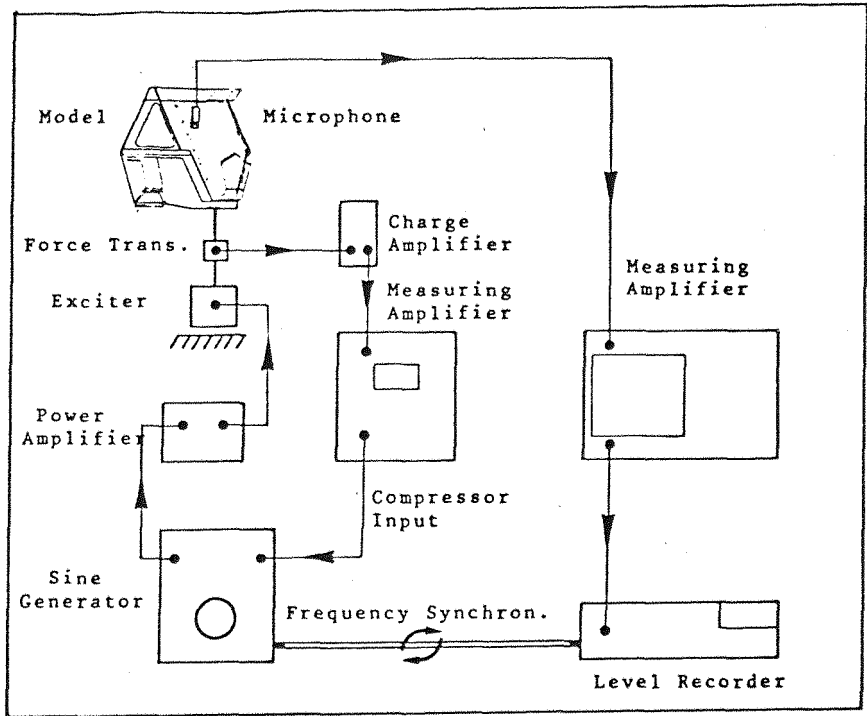 Model
Microphone
Force Trans.
Charge
Amplifier
Exciter
Measuring
Amplifier
Measuring
Amplifier
Power
Amplifier
Compressor
Input
Sine
Generator
Frequency Synchron.
Level Recorder